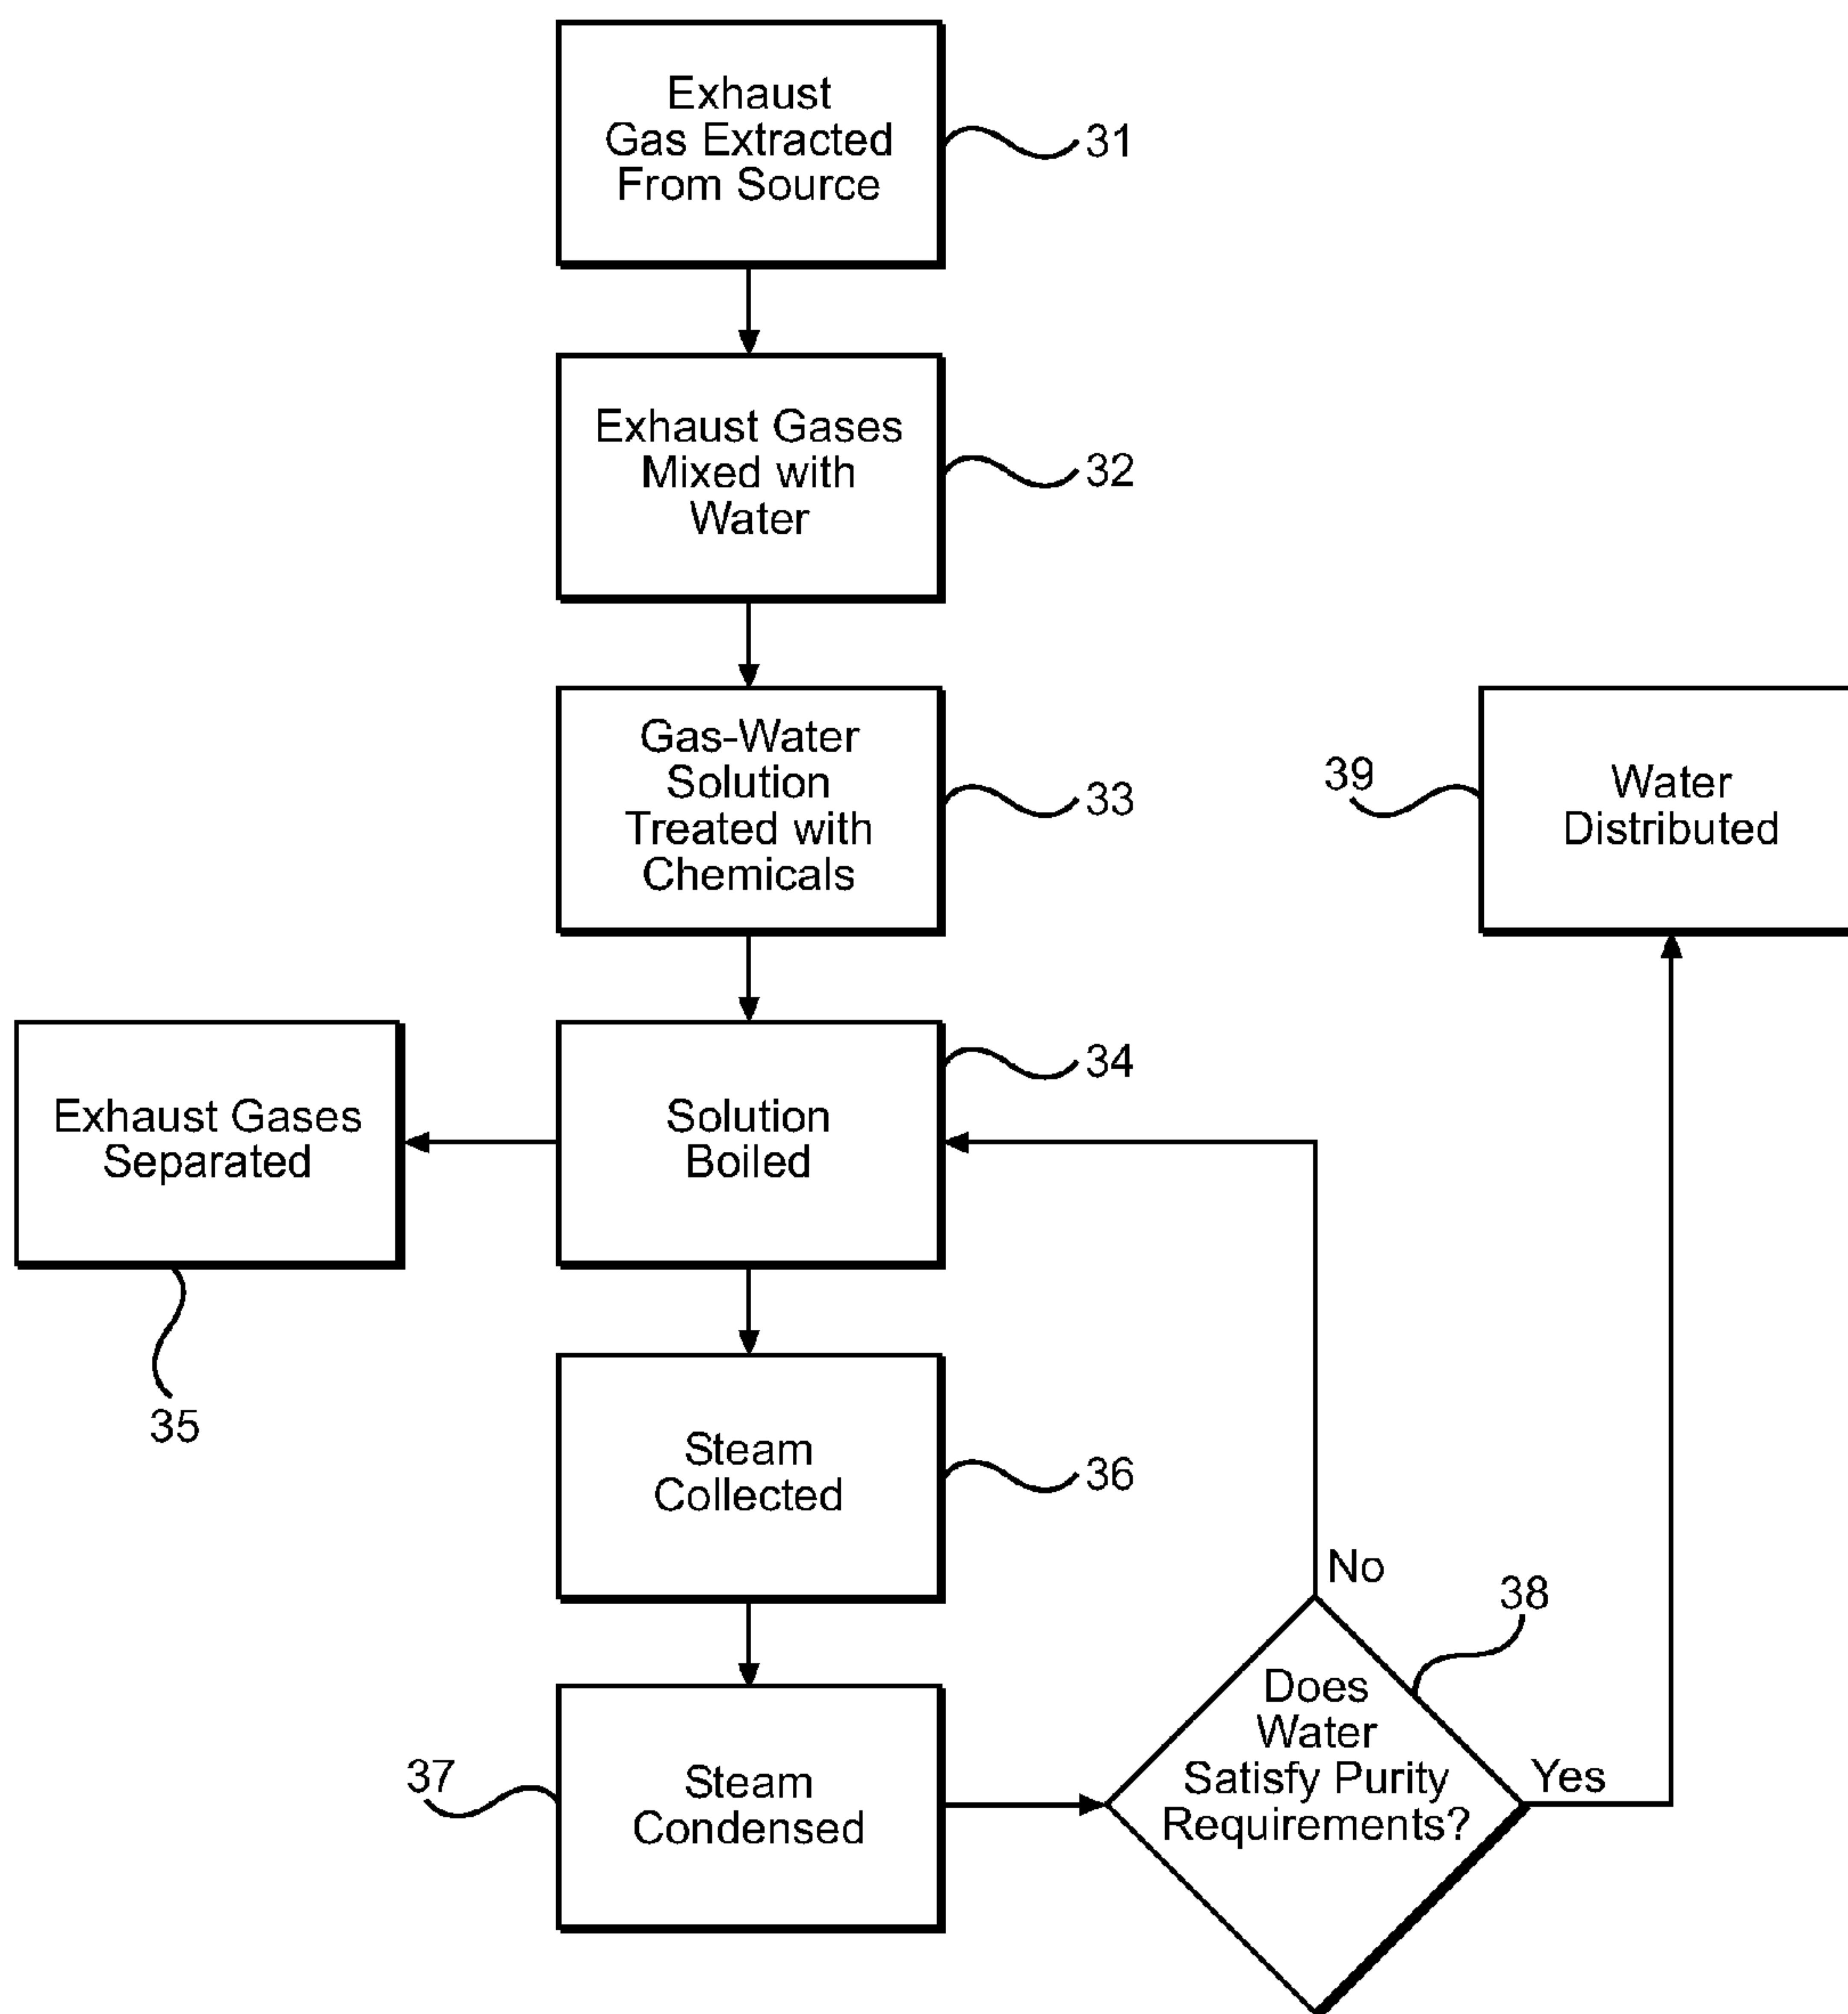 Exhaust
Gas Extracted
From Source
31
Exhaust Gases
Mixed with
Water
32
Gas-Water
Solution
Treated with
Chemicals
33
39
Water
Distributed
34
Exhaust Gases
Separated
Solution
Boiled
35
Steam
Collected
36
No
38
Does
Water
Satisfy Purity
Requirements?
Yes
37
Steam
Condensed